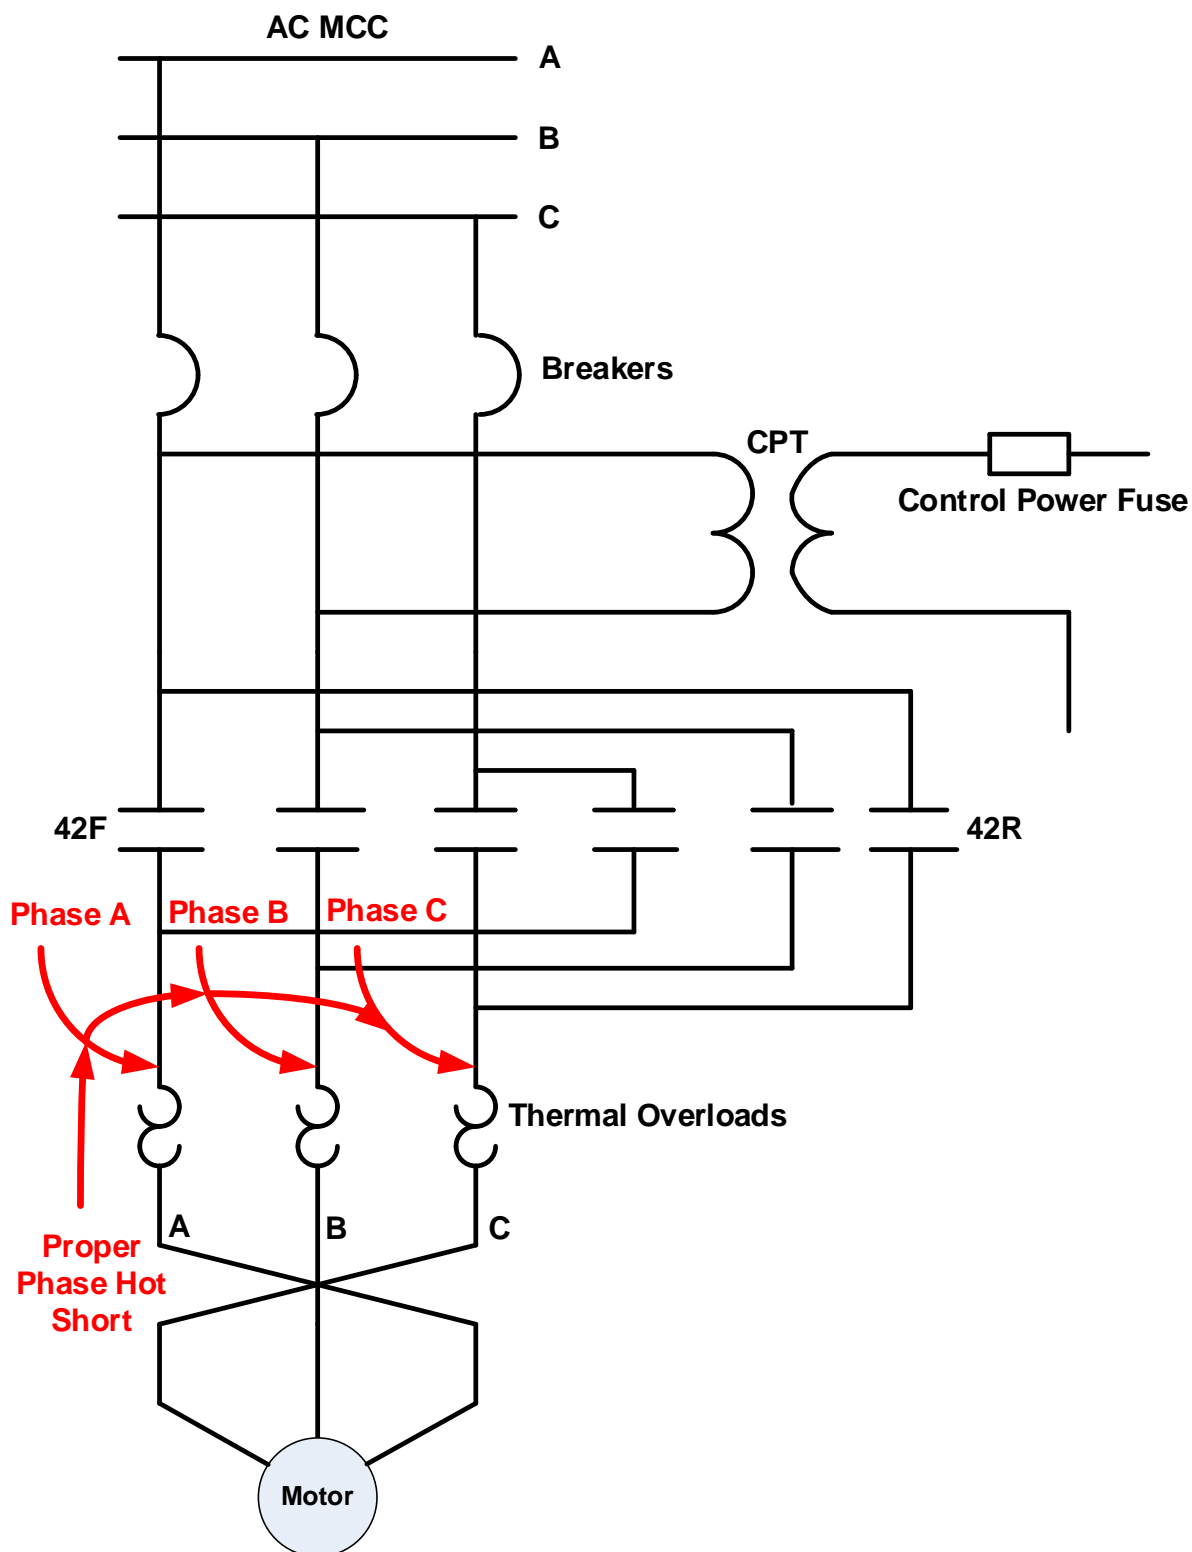 AC MCC
A
B
C
Breakers
CPT
Control Power Fuse
42F
42R
Phase A
Phase B
Phase C
Thermal Overloads
A
B
C
Proper
Phase Hot
Short
Motor